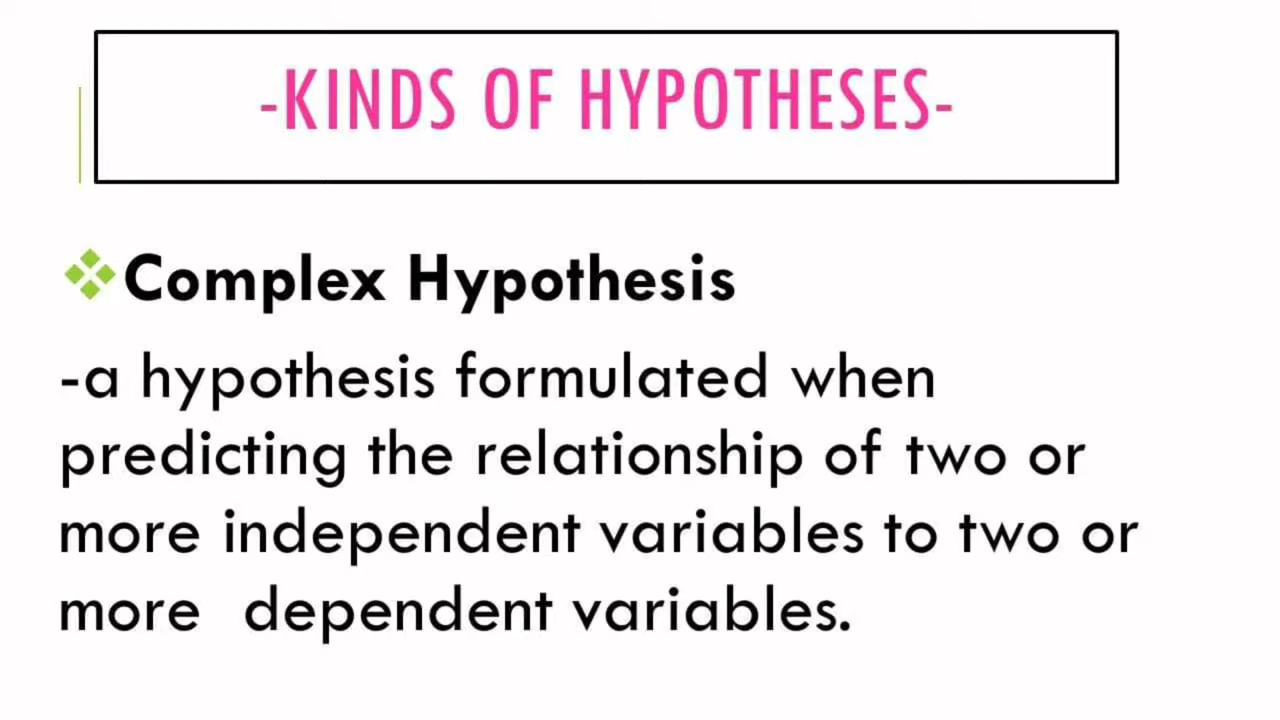 -KINDS OF HYPOTHESES-
Complex Hypothesis
-a hypothesis formulated when
predicting the relationship of two or
more independent variables to two or
more  dependent variables.